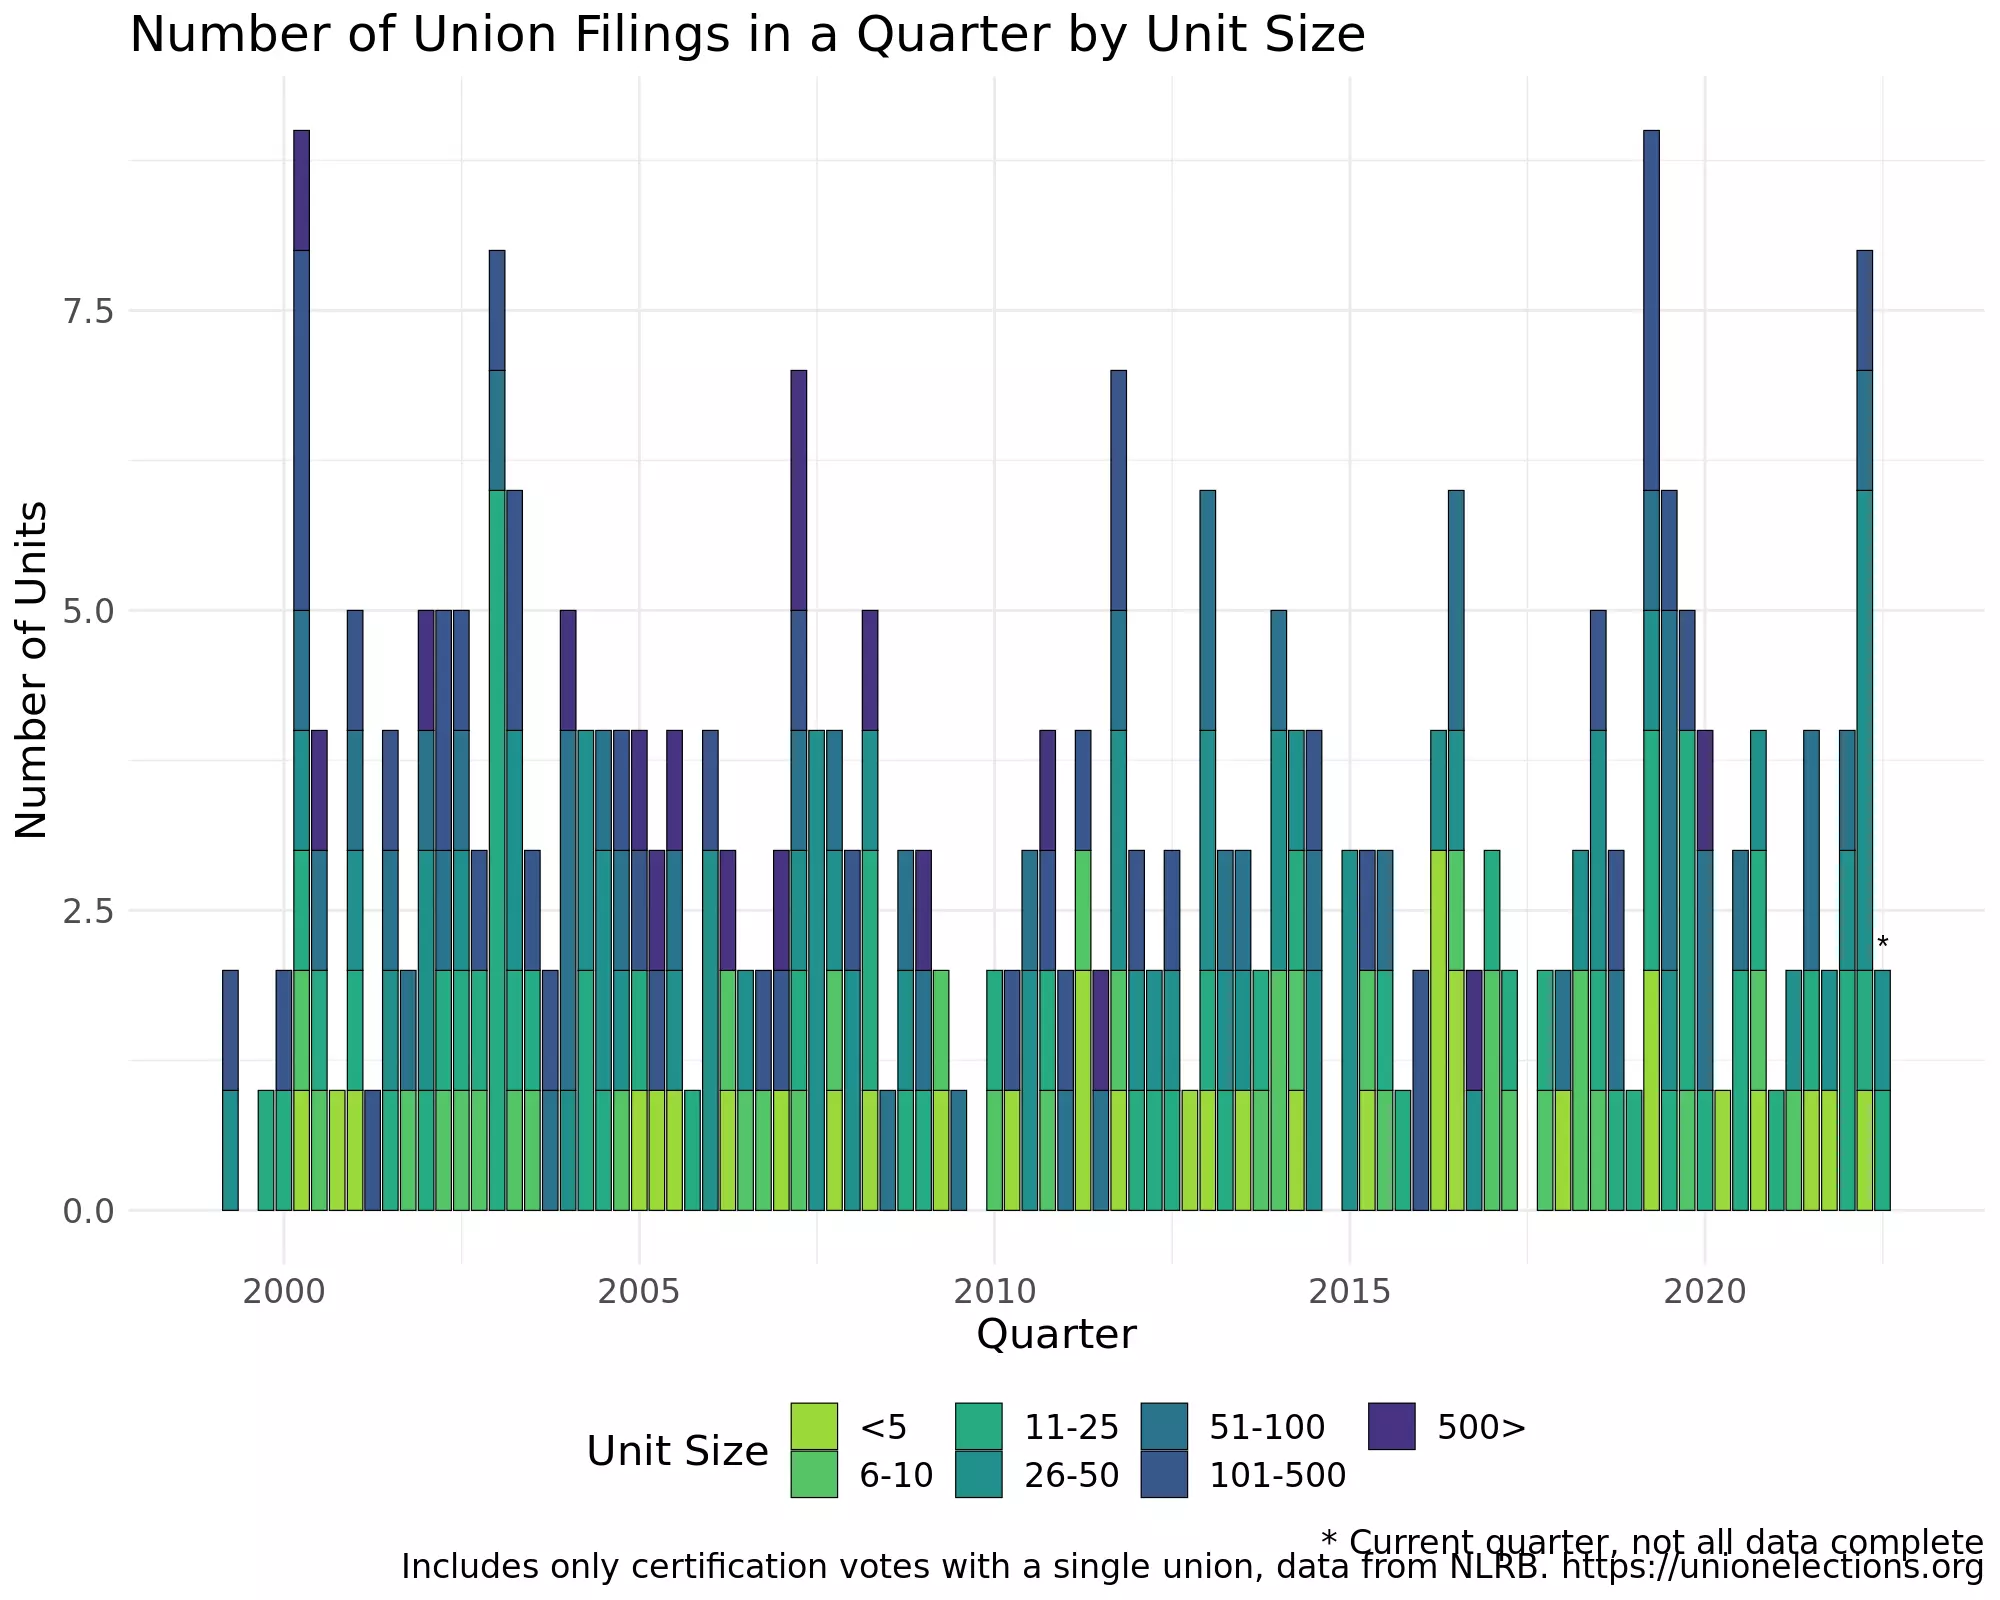 Number of Union Filings in a Quarter by Unit Size
Number of Units
7.5
5.0
2.5
0.0
*
2000 2005 2010 2015 2020
Quarter
Unit Size
<5 11-25 51-100 500>
6-10 26-50 101-500
* Current quarter, not all data complete
Includes only certification votes with a single union, data from NLRB. https://unionelections.org